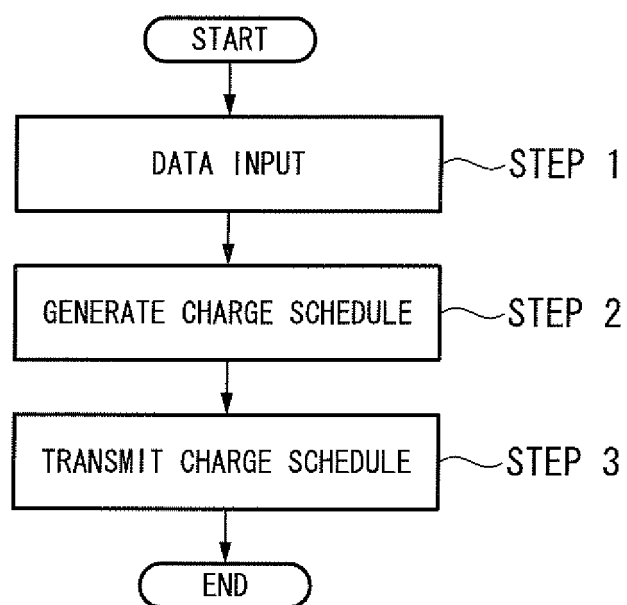 START
DATA INPUT
STEP 1
GENERATE CHARGE SCHEDULE
STEP 2
TRANSMIT CHARGE SCHEDULE
STEP 3
END